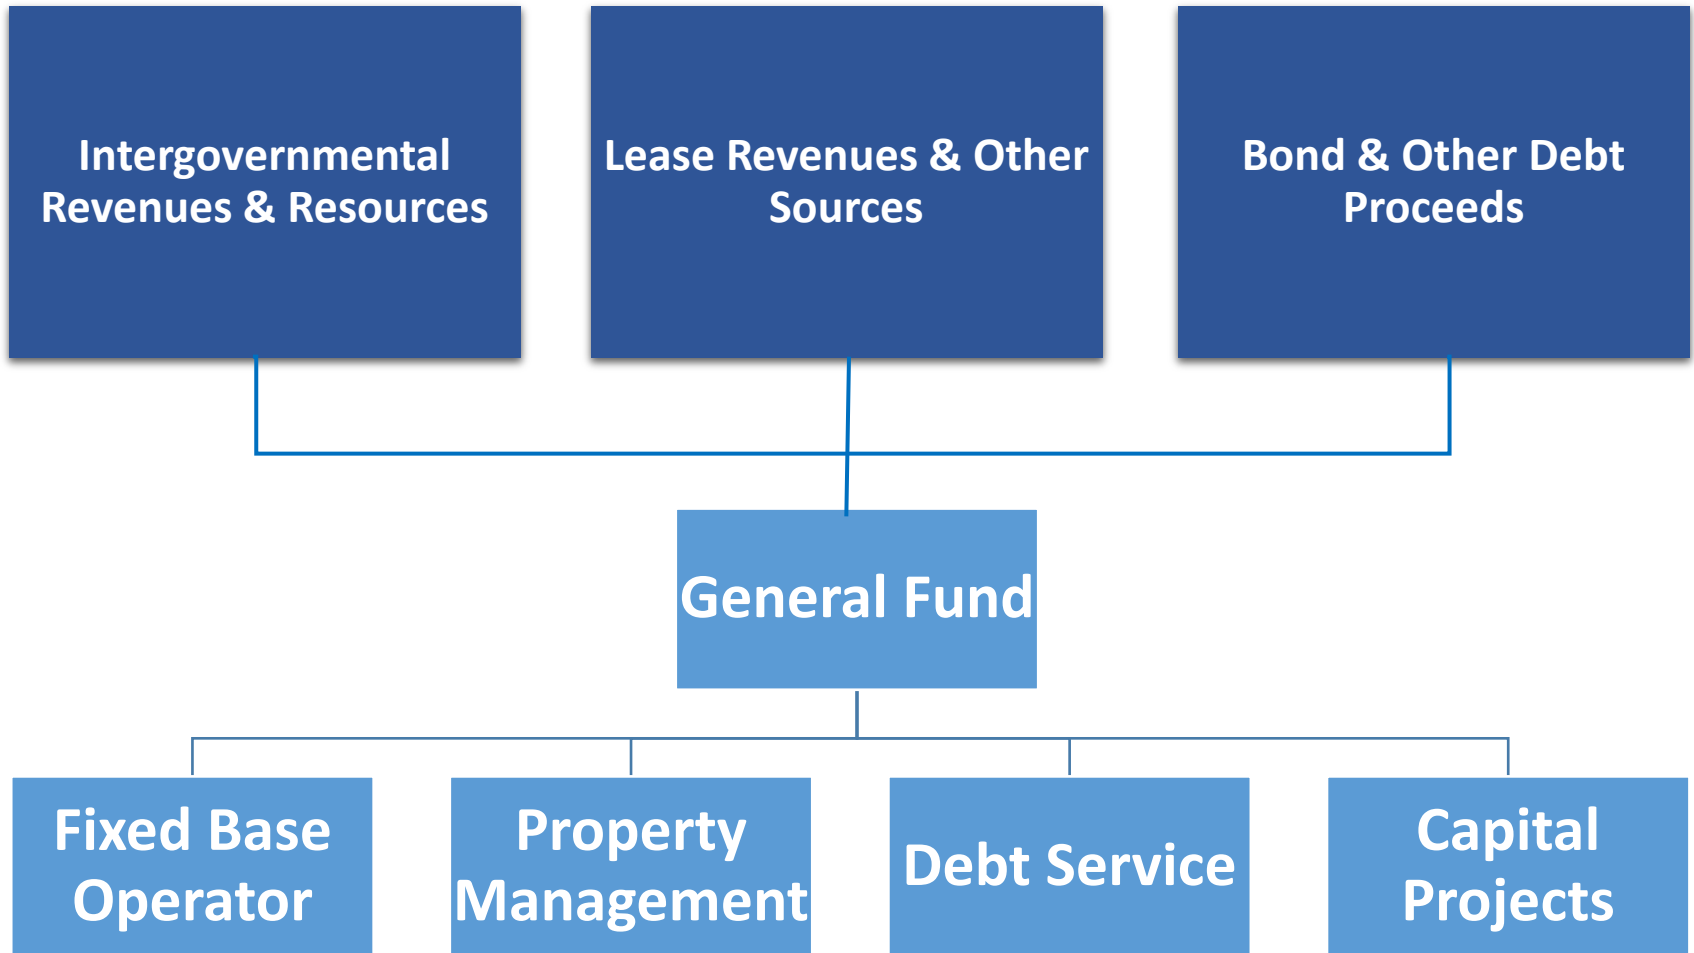 Intergovernmental
Revenues & Resources
Lease Revenues & Other
Sources
Bond & Other Debt
Proceeds
General Fund
Fixed Base
Operator
Property
Management
Debt Service
Capital
Projects